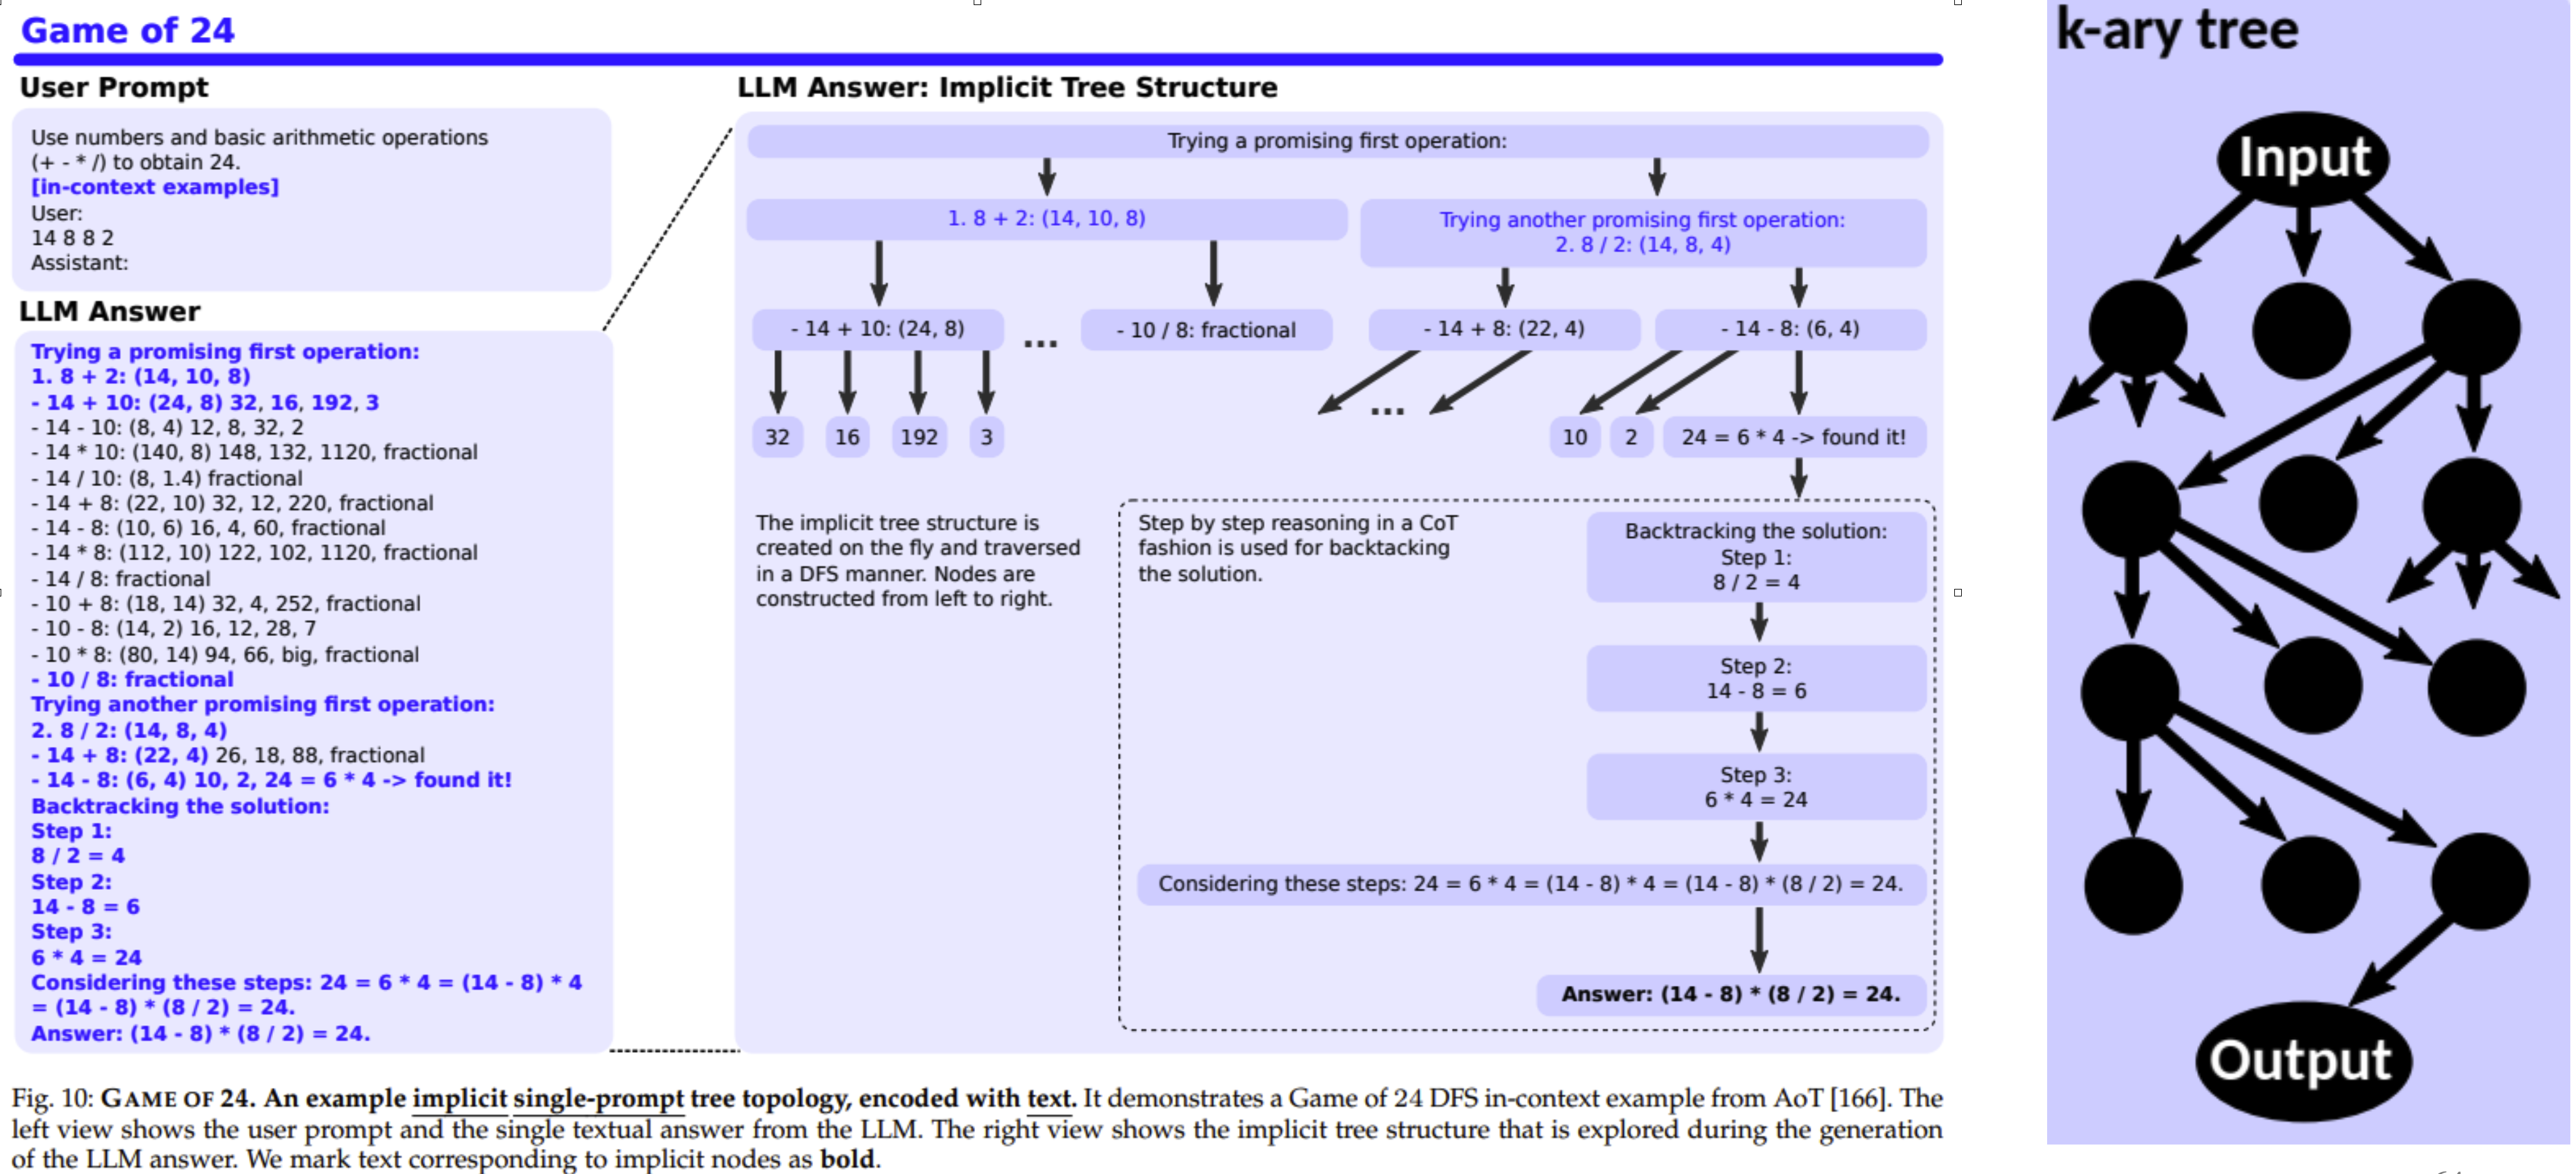 Game of 24
User Prompt
Use numbers and basic arithmetic operations
(+ - * /) to obtain 24.
[in-context examples]
User:
14 8 8 2
Assistant:
LLM Answer
Trying a promising first operation:
1. 8 + 2: (14, 10, 8)
- 14 + 10: (24, 8) 32, 16, 192, 3
- 14 - 10: (8, 4) 12, 8, 32, 2
- 14 * 10: (140, 8) 148, 132, 1120, fractional
- 14 / 10: (8, 1.4) fractional
- 14 + 8: (22, 10) 32, 12, 220, fractional
- 14 - 8: (10, 6) 16, 4, 60, fractional
- 14 * 8: (112, 10) 122, 102, 1120, fractional
- 14 / 8: fractional
- 10 + 8: (18, 14) 32, 4, 252, fractional
- 10 - 8: (14, 2) 16, 12, 28, 7
- 10 * 8: (80, 14) 94, 66, big, fractional
- 10 / 8: fractional
Trying another promising first operation:
2. 8 / 2: (14, 8, 4)
- 14 + 8: (22, 4) 26, 18, 88, fractional
- 14 - 8: (6, 4) 10, 2, 24 = 6 * 4 -> found it!
Backtracking the solution:
Step 1:
8 / 2 = 4
Step 2:
14 - 8 = 6
Step 3:
6 * 4 = 24
Considering these steps: 24 = 6 * 4 = (14 - 8) * 4
= (14 - 8) * (8 / 2) = 24.
Answer: (14 - 8) * (8 / 2) = 24.
LLM Answer: Implicit Tree Structure
Trying a promising first operation:
1. 8 + 2: (14, 10, 8)
Trying another promising first operation:
2. 8 / 2: (14, 8, 4)
- 14 + 10: (24, 8)
...
- 10 / 8: fractional
- 14 + 8: (22, 4)
- 14 - 8: (6, 4)
32
16
192
3
...
10
2
24 = 6 * 4 -> found it!
The implicit tree structure is
created on the fly and traversed
in a DFS manner. Nodes are
constructed from left to right.
Step by step reasoning in a CoT
fashion is used for backtacking
the solution.
Backtracking the solution:
Step 1:
8 / 2 = 4
Step 2:
14 - 8 = 6
Step 3:
6 * 4 = 24
Considering these steps: 24 = 6 * 4 = (14 - 8) * 4 = (14 - 8) * (8 / 2) = 24.
Answer: (14 - 8) * (8 / 2) = 24.
Fig. 10: GAME OF 24. An example implicit single-prompt tree topology, encoded with text. It demonstrates a Game of 24 DFS in-context example from AoT [166]. The
left view shows the user prompt and the single textual answer from the LLM. The right view shows the implicit tree structure that is explored during the generation
of the LLM answer. We mark text corresponding to implicit nodes as bold.
k-ary tree
Input
Output